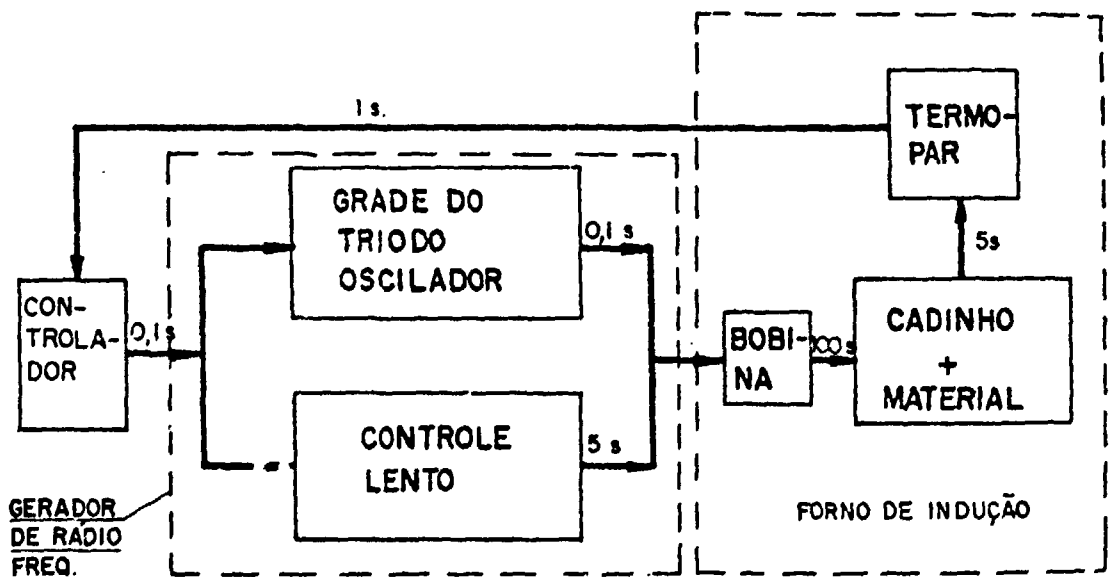 1 s.
TERMO-
PAR
GRADE DO
TRIODO
OSCILADOR
0,1 s
5s
CON-
TROLA-
DOR
0,1 s
BOBI-
NA
CADINHO
+
MATERIAL
CONTROLE
LENTO
5 s
GERADOR
DE RÁDIO
FREQ.
FORNO DE INDUÇÃO